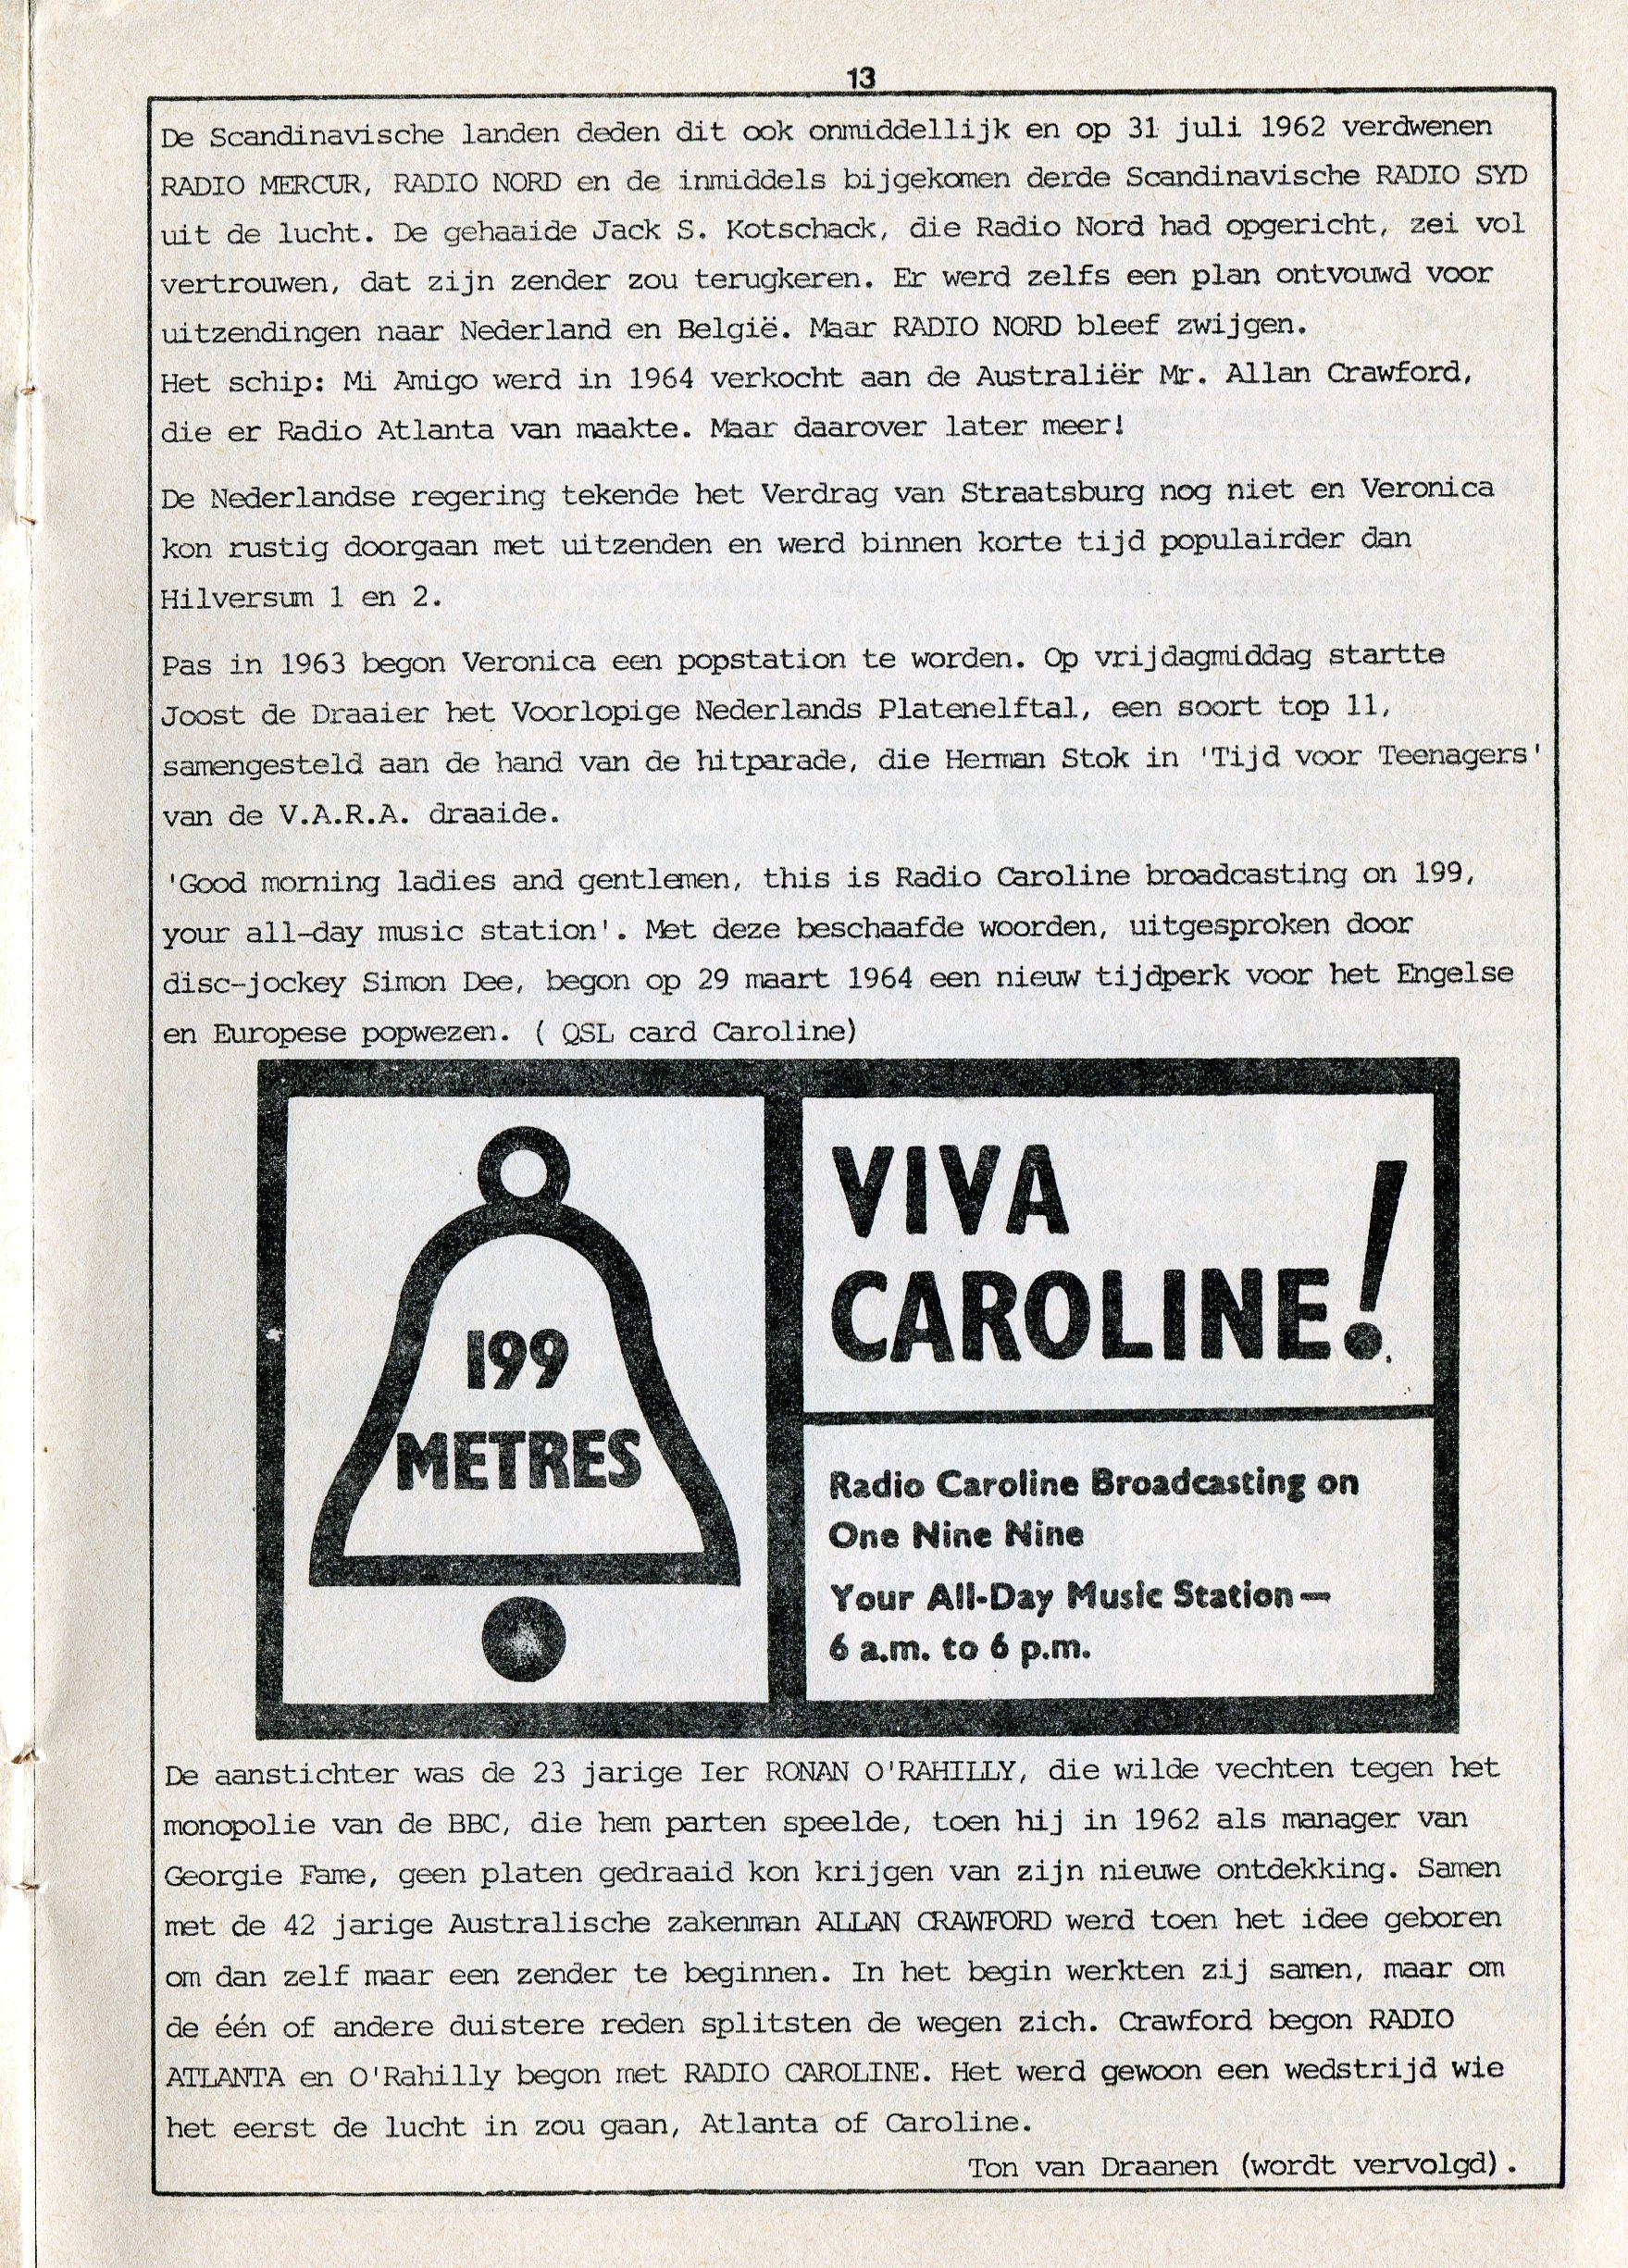 13
De Scandinavische landen deden dit ook onmiddellijk en op 31 juli 1962 verdwenen
RADIO MERCUR, RADIO NORD en de inmiddels bijgekomen derde Scandinavische RADIO SYD
uit de lucht. De gehaaide Jack S. Kotschack, die Radio Nord had opgericht, zei vol
vertrouwen, dat zijn zender zou terugkeren. Er werd zelfs een plan ontvouwd voor
uitzendingen naar Nederland en België. Maar RADIO NORD bleef zwijgen.
Het schip: Mi Amigo werd in 1964 verkocht aan de Australiër Mr. Allan Crawford,
die er Radio Atlanta van maakte. Maar daarover later meer!
De Nederlandse regering tekende het Verdrag van Straatsburg nog niet en Veronica
kon rustig doorgaan met uitzenden en werd binnen korte tijd populairder dan
Hilversum 1 en 2.
Pas in 1963 begon Veronica een popstation te worden. Op vrijdagmiddag startte
Joost de Draaier het Voorlopige Nederlands Platenelftal, een soort top 11,
samengesteld aan de hand van de hitparade, die Herman Stok in 'Tijd voor Teenagers'
van de V.A.R.A. draaide.
'Good morning ladies and gentlemen, this is Radio Caroline broadcasting on 199,
your all-day music station'. Met deze beschaafde woorden, uitgesproken door
disc-jockey Simon Dee, begon op 29 maart 1964 een nieuw tijdperk voor het Engelse
en Europese popwezen. ( QSL card Caroline)
199
METRES
VIVA
CAROLINE!
Radio Caroline Broadcasting on
One Nine Nine
Your All-Day Music Station—
6 a.m. to 6 p.m.
De aanstichter was de 23 jarige Ier RONAN O'RAHILLY, die wilde vechten tegen het
monopolie van de BBC, die hem parten speelde, toen hij in 1962 als manager van
Georgie Fame, geen platen gedraaid kon krijgen van zijn nieuwe ontdekking. Samen
met de 42 jarige Australische zakenman ALLAN CRAWFORD werd toen het idee geboren
om dan zelf maar een zender te beginnen. In het begin werkten zij samen, maar om
de één of andere duistere reden splitsten de wegen zich. Crawford begon RADIO
ATLANTA en O'Rahilly begon met RADIO CAROLINE. Het werd gewoon een wedstrijd wie
het eerst de lucht in zou gaan, Atlanta of Caroline.
Ton van Draanen (wordt vervolgd).